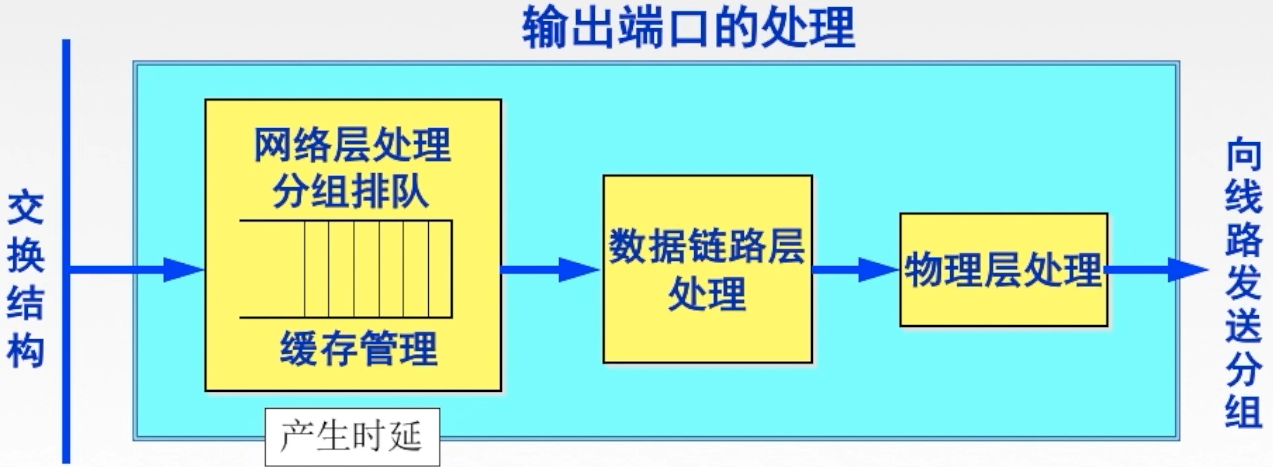 输出端口的处理
交换结构
网络层处理
分组排队
缓存管理
产生时延
数据链路层
处理
物理层处理
向线路发送分组